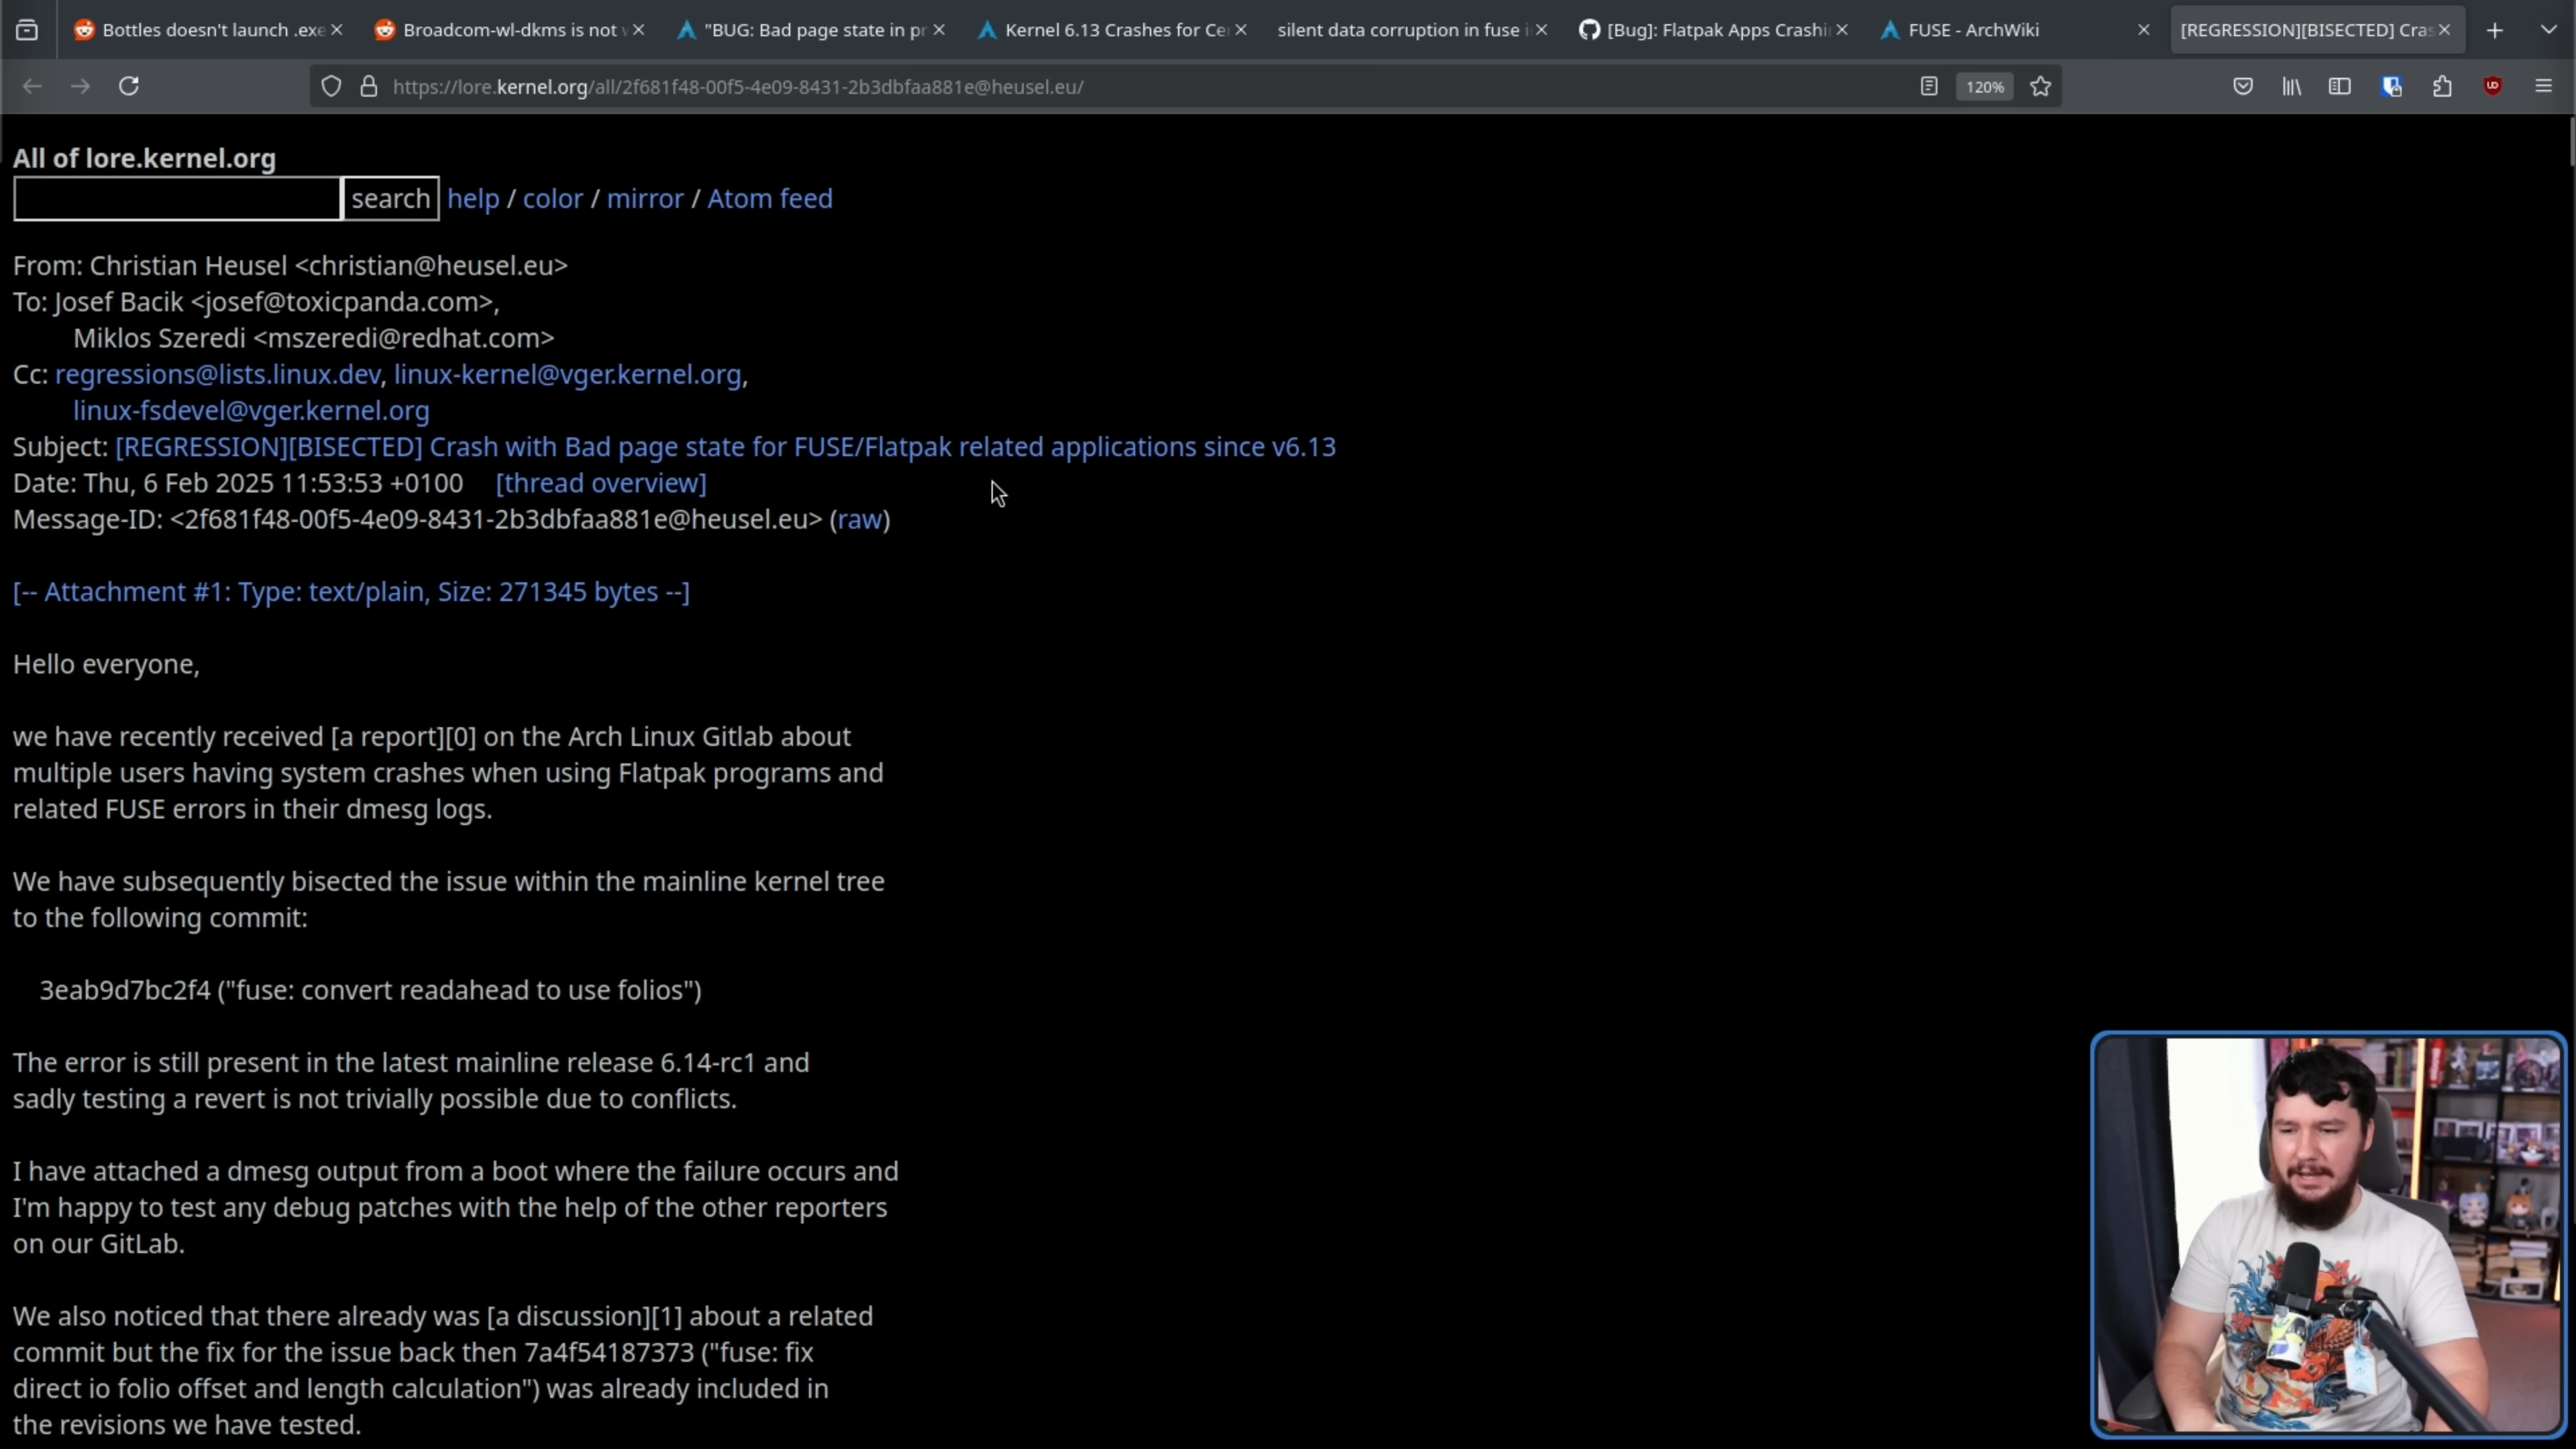 Bottles doesn't launch .exe
Broadcom-wl-dkms is not
"BUG: Bad page state in pr
Kernel 6.13 Crashes for Ce
silent data corruption in fuse i
[Bug]: Flatpak Apps Crashi
FUSE - ArchWiki
[REGRESSION][BISECTED] Cras
https://lore.kernel.org/all/2f681f48-00f5-4e09-8431-2b3dbfaa881e@heusel.eu/
120%
All of lore.kernel.org
search help / color / mirror / Atom feed
From: Christian Heusel <christian@heusel.eu>
To: Josef Bacik <josef@toxicpanda.com>,
Miklos Szeredi <mszeredi@redhat.com>
Cc: regressions@lists.linux.dev, linux-kernel@vger.kernel.org,
linux-fsdevel@vger.kernel.org
Subject: [REGRESSION][BISECTED] Crash with Bad page state for FUSE/Flatpak related applications since v6.13
Date: Thu, 6 Feb 2025 11:53:53 +0100 [thread overview]
Message-ID: <2f681f48-00f5-4e09-8431-2b3dbfaa881e@heusel.eu> (raw)
[-- Attachment #1: Type: text/plain, Size: 271345 bytes --]
Hello everyone,
we have recently received [a report][0] on the Arch Linux Gitlab about
multiple users having system crashes when using Flatpak programs and
related FUSE errors in their dmesg logs.
We have subsequently bisected the issue within the mainline kernel tree
to the following commit:
3eab9d7bc2f4 ("fuse: convert readahead to use folios")
The error is still present in the latest mainline release 6.14-rc1 and
sadly testing a revert is not trivially possible due to conflicts.
I have attached a dmesg output from a boot where the failure occurs and
I'm happy to test any debug patches with the help of the other reporters
on our GitLab.
We also noticed that there already was [a discussion][1] about a related
commit but the fix for the issue back then 7a4f54187373 ("fuse: fix
direct io folio offset and length calculation") was already included in
the revisions we have tested.